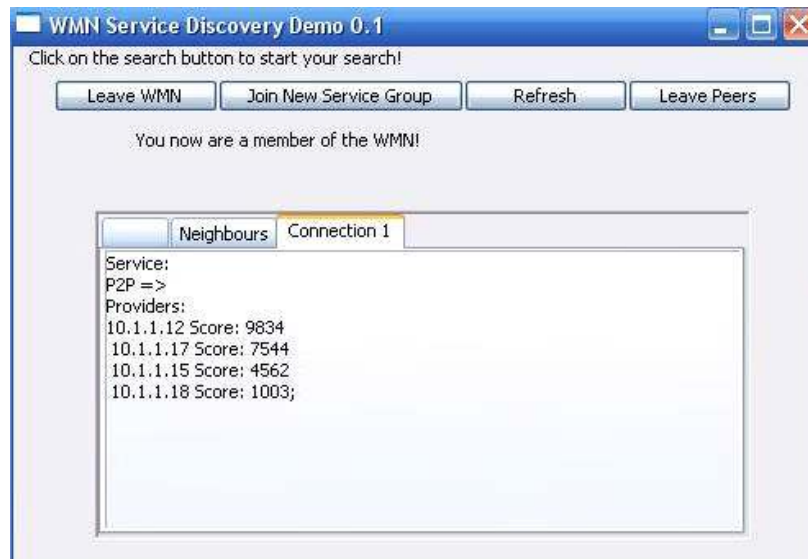 WMN Service Discovery Demo 0.1
Click on the search button to start your search!
Leave WMN Join New Service Group Refresh Leave Peers
You now are a member of the WMN!
Neighbours Connection 1
Service:
P2P =>
Providers:
10.1.1.12 Score: 9834
10.1.1.17 Score: 7544
10.1.1.15 Score: 4562
10.1.1.18 Score: 1003;